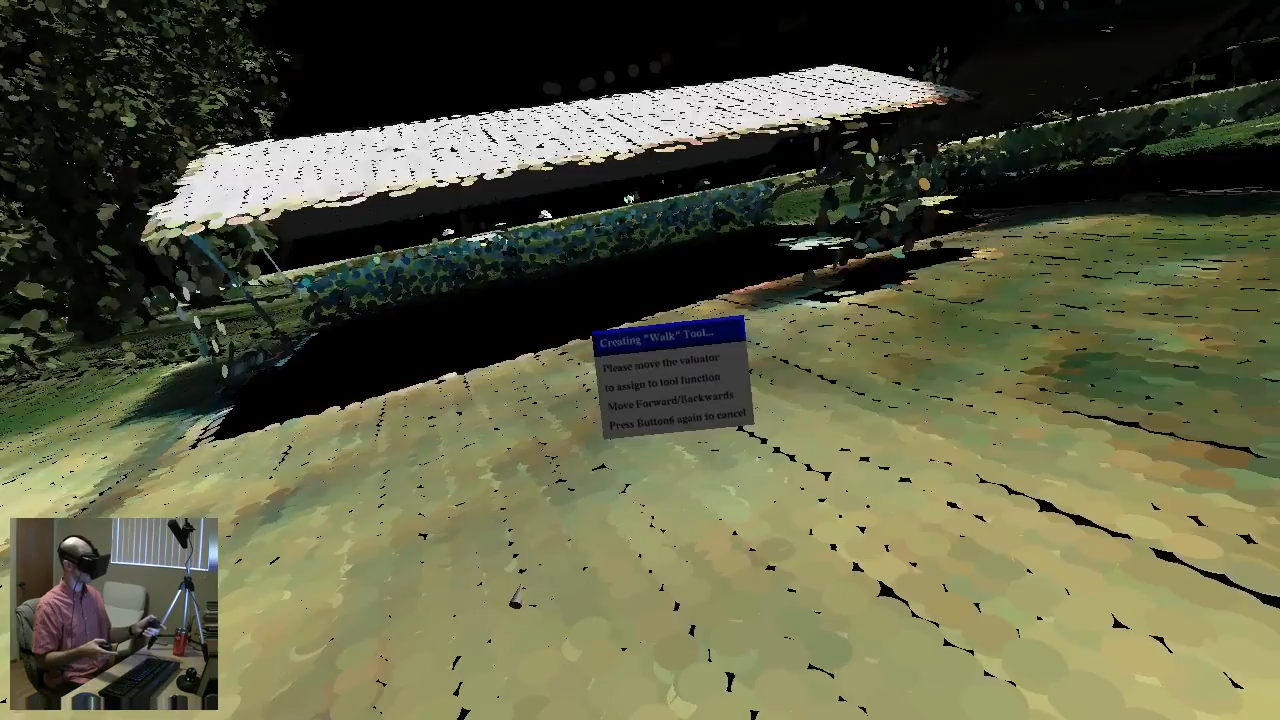 Creating "Walk" Tool...
Please move the valuator
to assign to tool function
Move Forward/Backwards
Press Button6 again to cancel